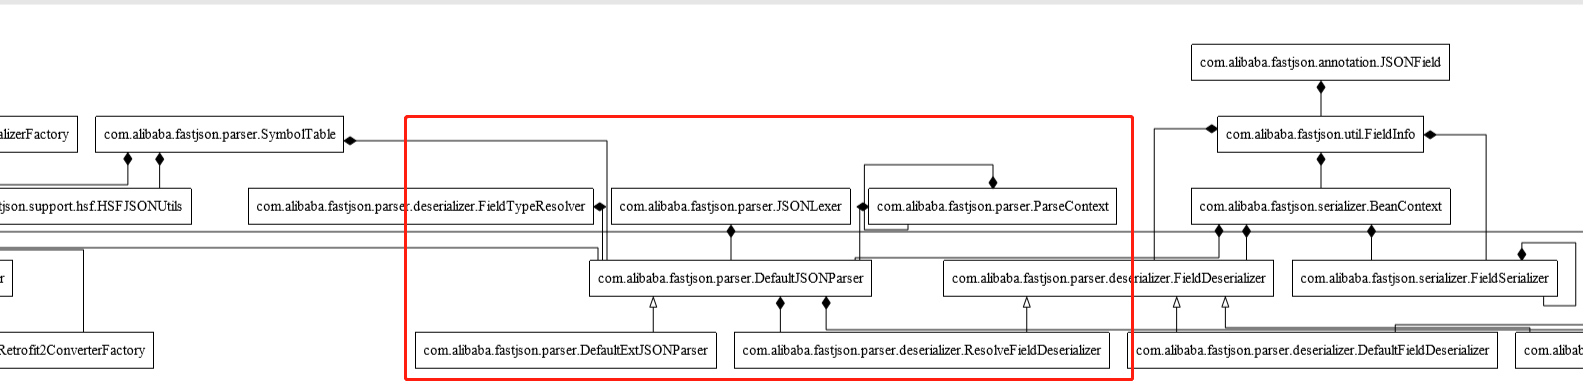 com.alibaba.fastjson.annotation.JSONField
alizerFactory
com.alibaba.fastjson.parser.SymbolTable
com.alibaba.fastjson.util.FieldInfo
tjson.support.hsf.HSFJSONUtils
com.alibaba.fastjson.parser.deserializer.FieldTypeResolver
com.alibaba.fastjson.parser.JSONLexer
com.alibaba.fastjson.parser.ParseContext
com.alibaba.fastjson.serializer.BeanContext
r
com.alibaba.fastjson.parser.DefaultJSONParser
com.alibaba.fastjson.parser.deserializer.FieldDeserializer
com.alibaba.fastjson.serializer.FieldSerializer
Retrofit2ConverterFactory
com.alibaba.fastjson.parser.DefaultExtJSONParser
com.alibaba.fastjson.parser.deserializer.ResolveFieldDeserializer
com.alibaba.fastjson.parser.deserializer.DefaultFieldDeserializer
com.alibab